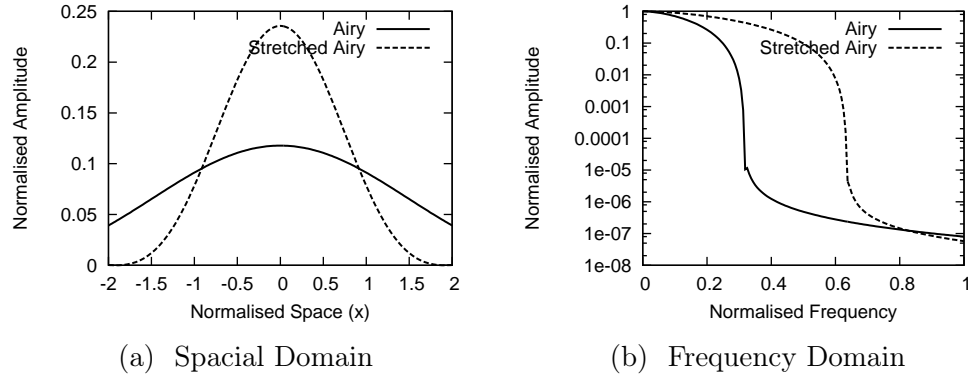 Airy
Stretched Airy
0.25
0.2
0.15
0.1
0.05
0
-2 -1.5 -1 -0.5 0 0.5 1 1.5 2
Normalised Amplitude
Normalised Space (x)
(a) Spacial Domain
Airy
Stretched Airy
1
0.1
0.01
0.001
0.0001
1e-05
1e-06
1e-07
1e-08
0 0.2 0.4 0.6 0.8 1
Normalised Amplitude
Normalised Frequency
(b) Frequency Domain